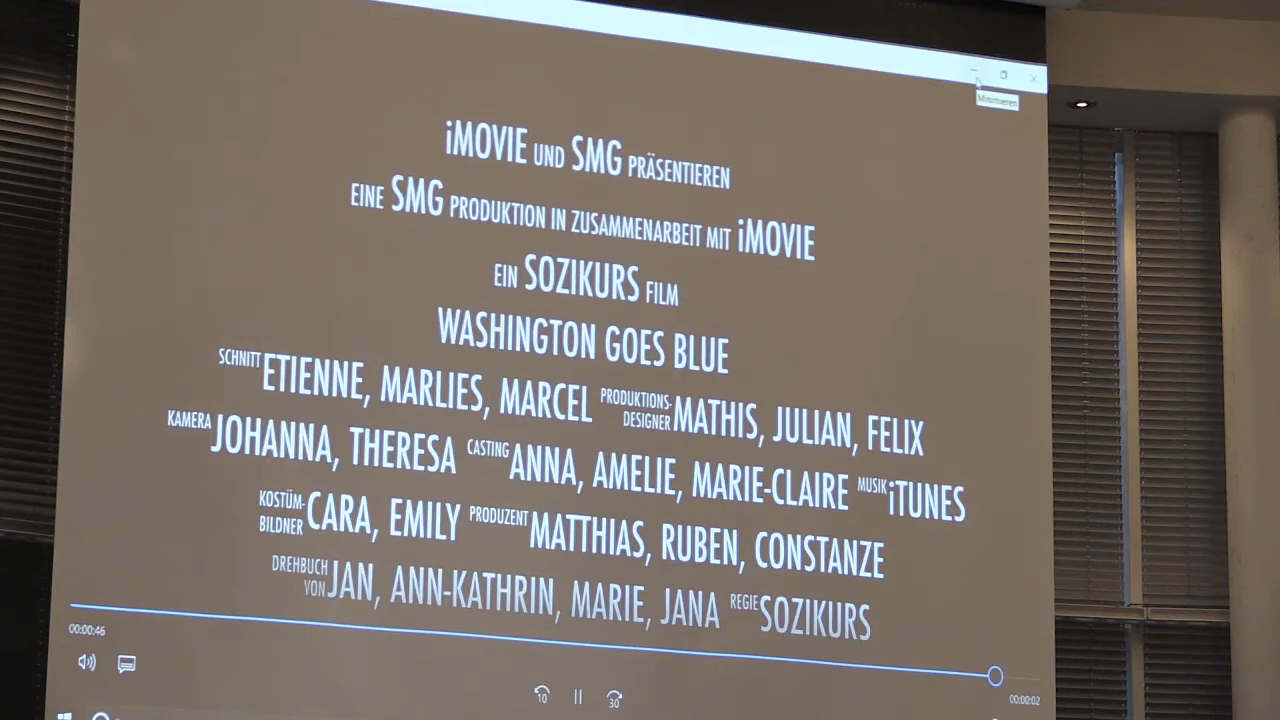 Minimieren
iMOVIE UND SMG PRÄSENTIEREN
EINE SMG PRODUKTION IN ZUSAMMENARBEIT MIT iMOVIE
EIN SOZIKURS FILM
WASHINGTON GOES BLUE
SCHNITT ETIENNE, MARLIES, MARCEL PRODUKTIONS-DESIGNER MATHIS, JULIAN, FELIX
KAMERA JOHANNA, THERESA CASTING ANNA, AMELIE, MARIE-CLAIRE MUSIK iTUNES
KOSTÜM-BILDNER CARA, EMILY PRODUZENT MATTHIAS, RUBEN, CONSTANZE
DREHBUCH VON JAN, ANN-KATHRIN, MARIE, JANA REGIE SOZIKURS
00:00:46
00:00:02
10
30